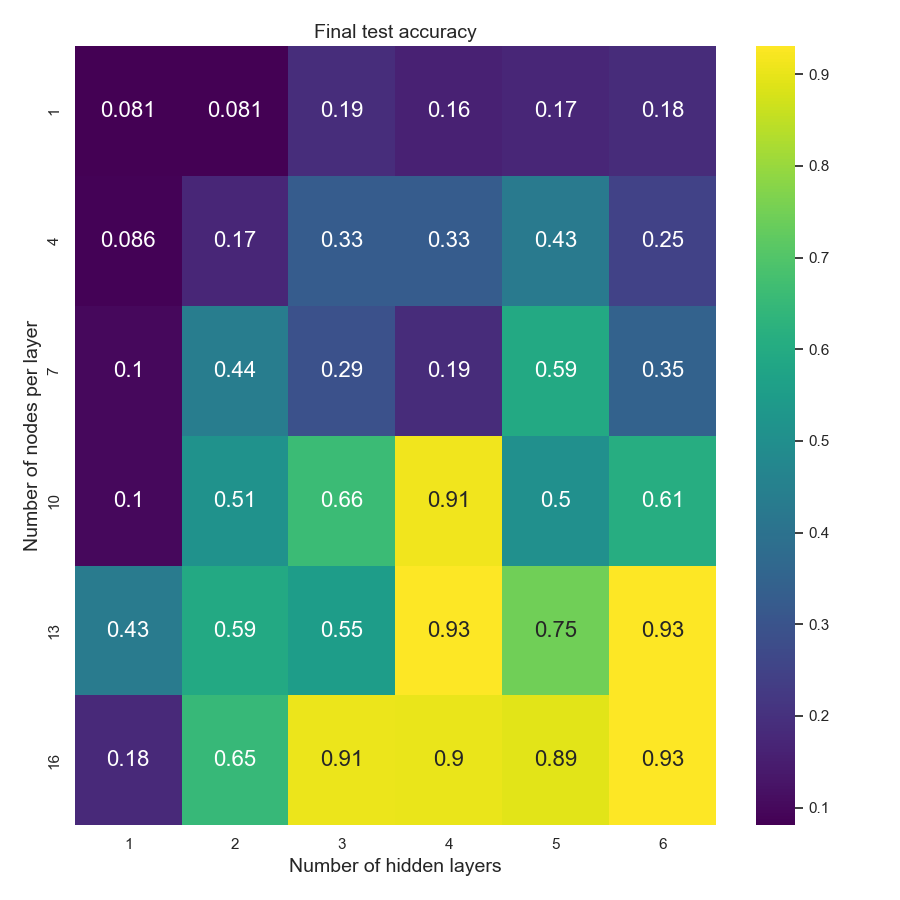 Final test accuracy
1 0.081 0.081 0.19 0.16 0.17 0.18
4 0.086 0.17 0.33 0.33 0.43 0.25
7 0.1 0.44 0.29 0.19 0.59 0.35
10 0.1 0.51 0.66 0.91 0.5 0.61
13 0.43 0.59 0.55 0.93 0.75 0.93
16 0.18 0.65 0.91 0.9 0.89 0.93
1 2 3 4 5 6
Number of hidden layers
Number of nodes per layer
0.9
0.8
0.7
0.6
0.5
0.4
0.3
0.2
0.1